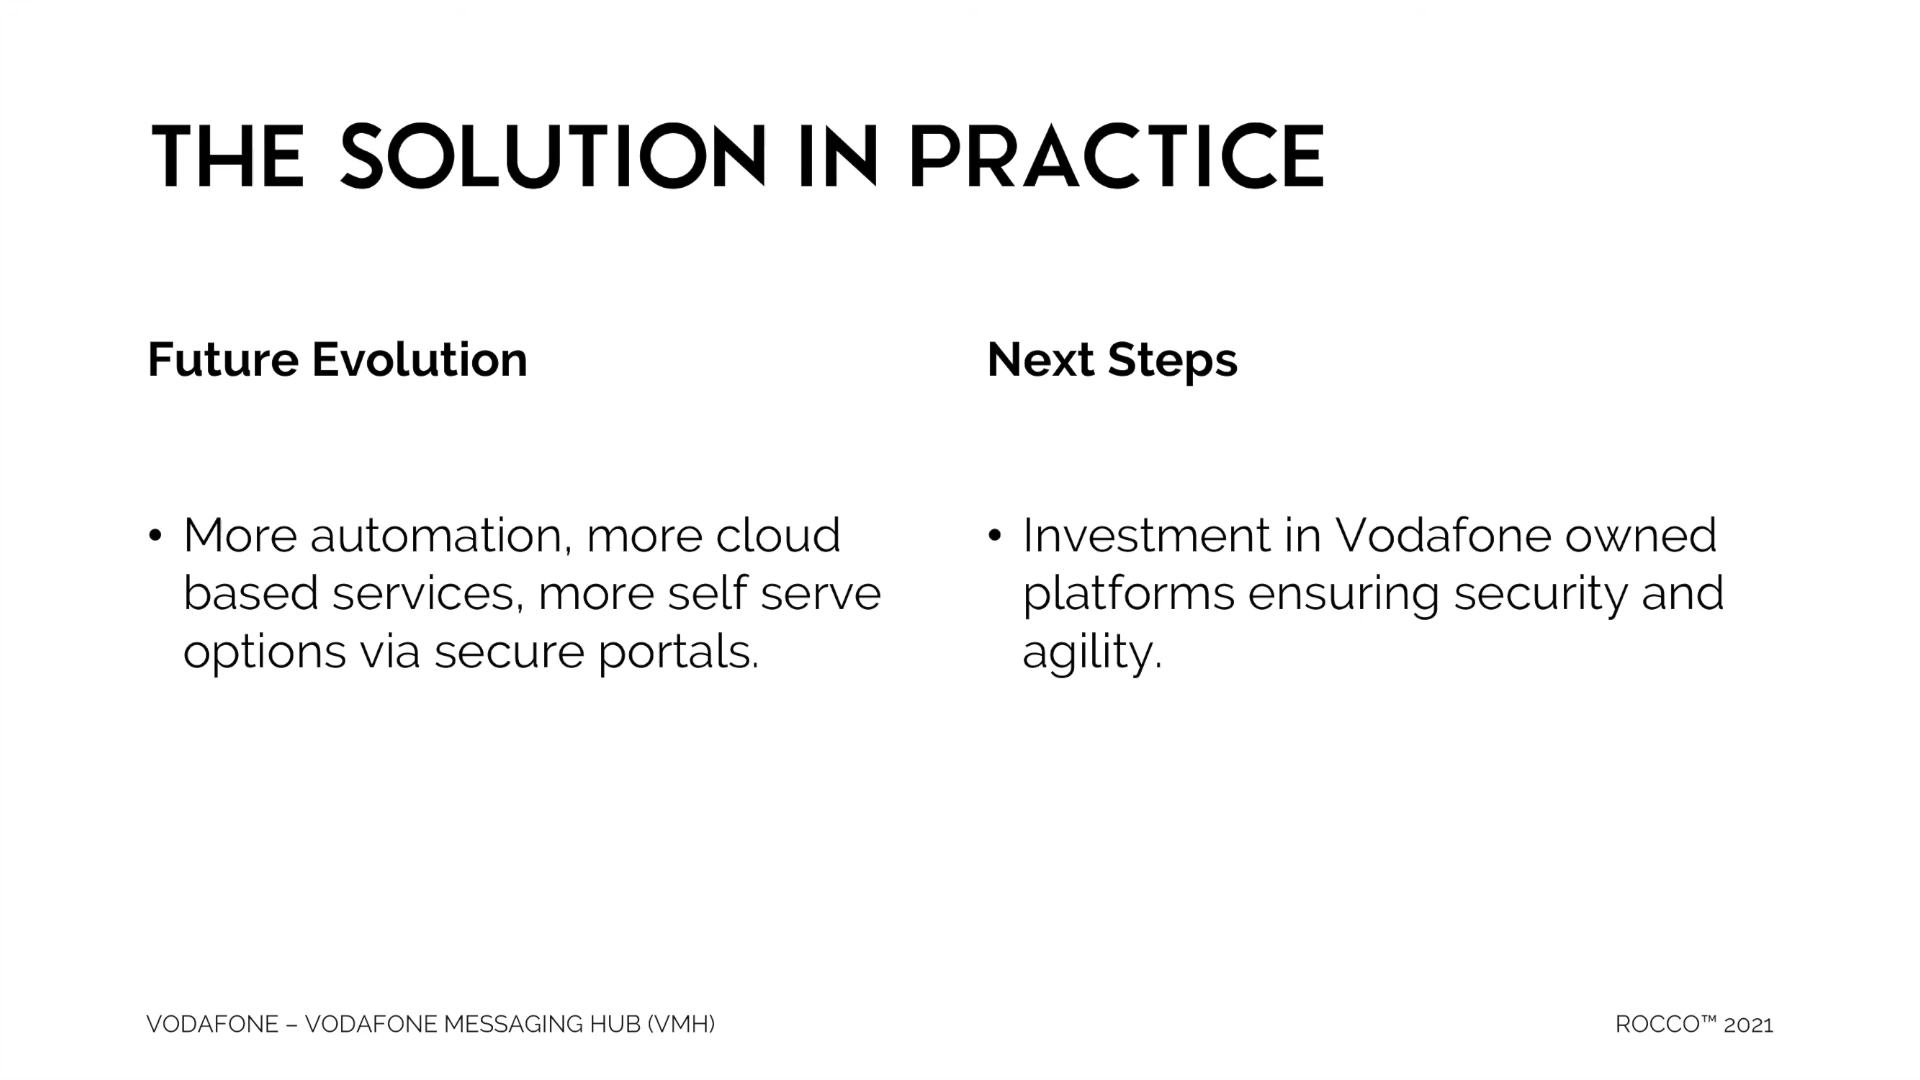 THE SOLUTION IN PRACTICE
Future Evolution
• More automation, more cloud
based services, more self serve
options via secure portals.
Next Steps
• Investment in Vodafone owned
platforms ensuring security and
agility.
VODAFONE – VODAFONE MESSAGING HUB (VMH)
ROCCO™ 2021